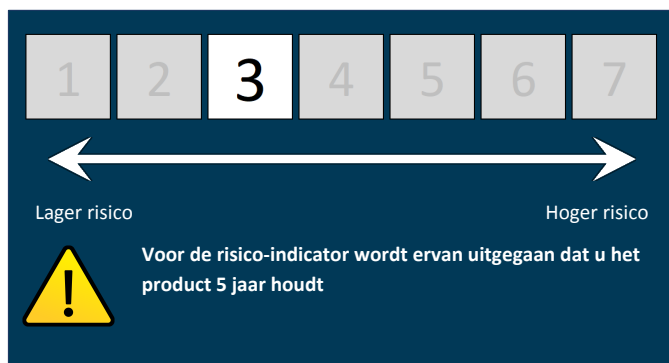 1 2 3 4 5 6 7
Lager risico Hoger risico
! Voor de risico-indicator wordt ervan uitgegaan dat u het
product 5 jaar houdt